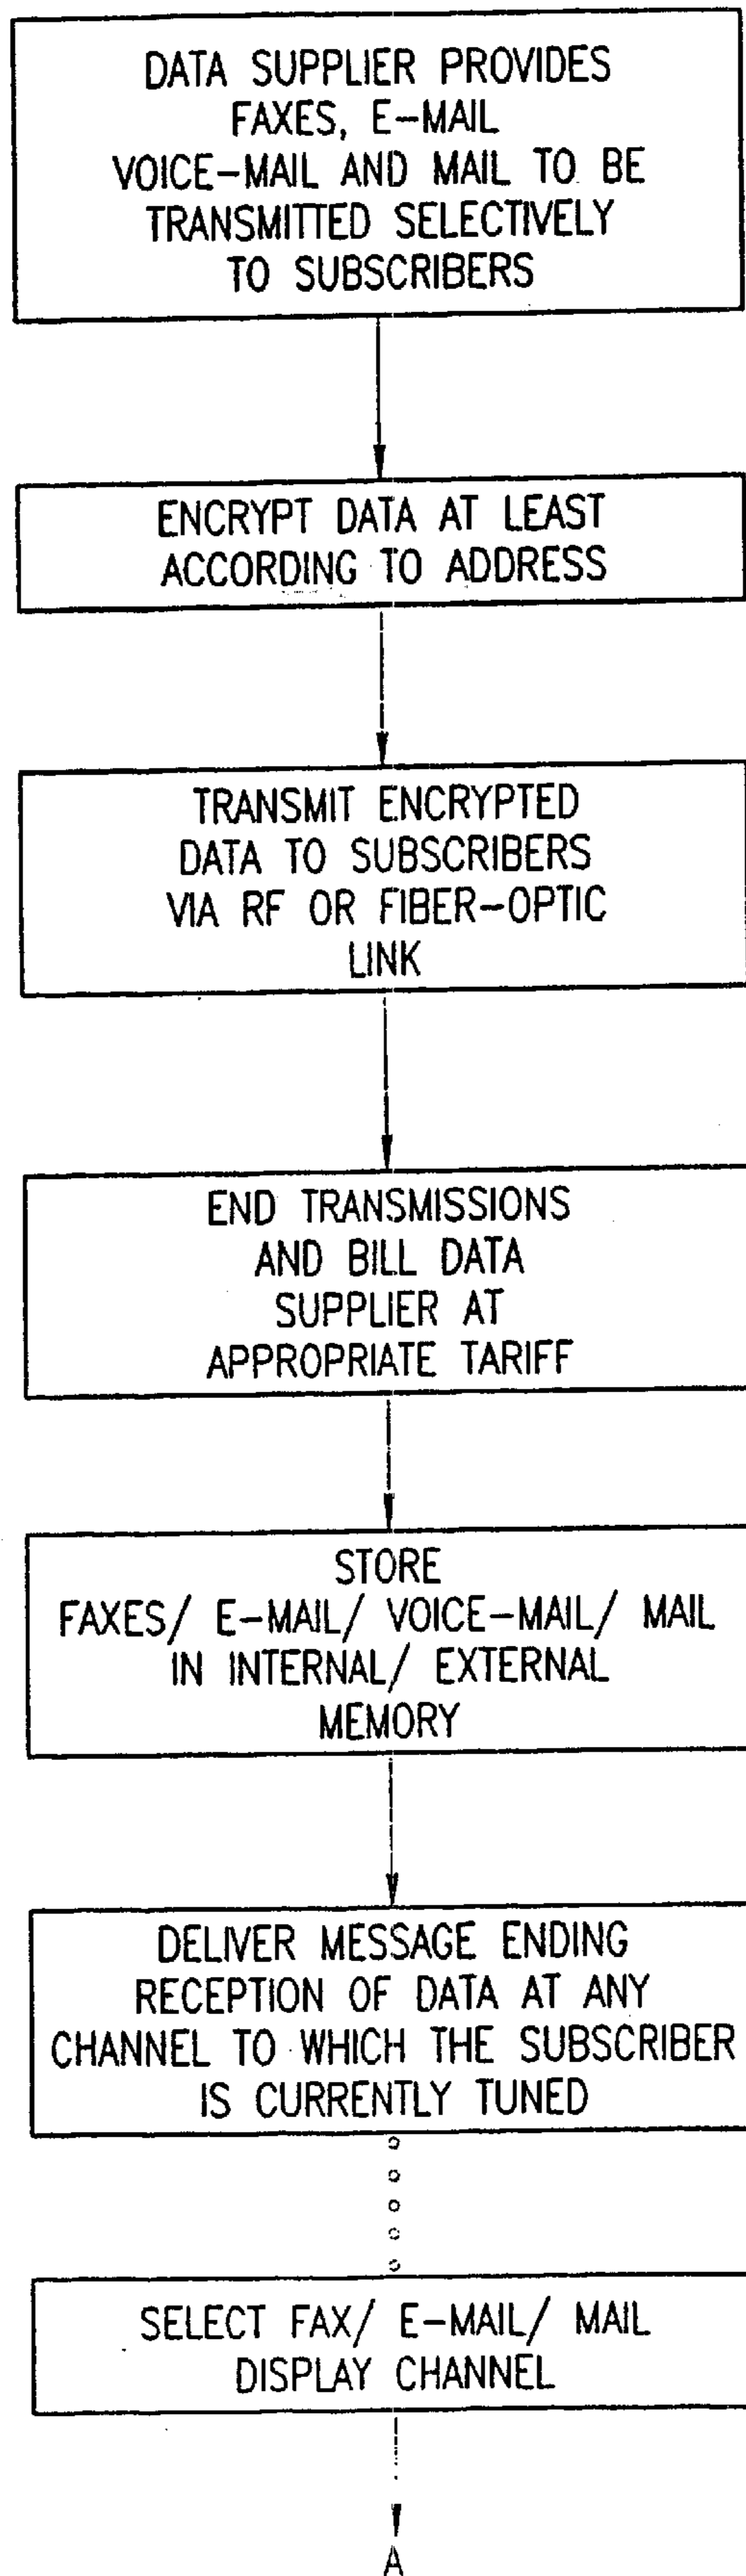 DATA SUPPLIER PROVIDES
FAXES, E-MAIL
VOICE-MAIL AND MAIL TO BE
TRANSMITTED SELECTIVELY
TO SUBSCRIBERS
ENCRYPT DATA AT LEAST
ACCORDING TO ADDRESS
TRANSMIT ENCRYPTED
DATA TO SUBSCRIBERS
VIA RF OR FIBER-OPTIC
LINK
END TRANSMISSIONS
AND BILL DATA
SUPPLIER AT
APPROPRIATE TARIFF
STORE
FAXES/ E-MAIL/ VOICE-MAIL/ MAIL
IN INTERNAL/ EXTERNAL
MEMORY
DELIVER MESSAGE ENDING
RECEPTION OF DATA AT ANY
CHANNEL TO WHICH THE SUBSCRIBER
IS CURRENTLY TUNED
SELECT FAX/ E-MAIL/ MAIL
DISPLAY CHANNEL
A